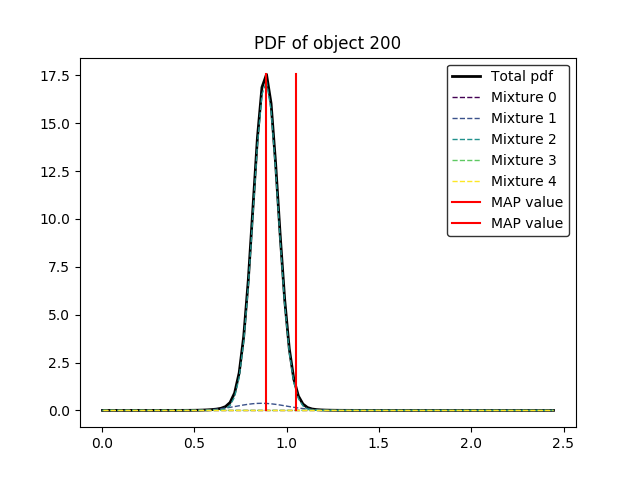 PDF of object 200
17.5
15.0
12.5
10.0
7.5
5.0
2.5
0.0
0.0 0.5 1.0 1.5 2.0 2.5
Total pdf
Mixture 0
Mixture 1
Mixture 2
Mixture 3
Mixture 4
MAP value
MAP value